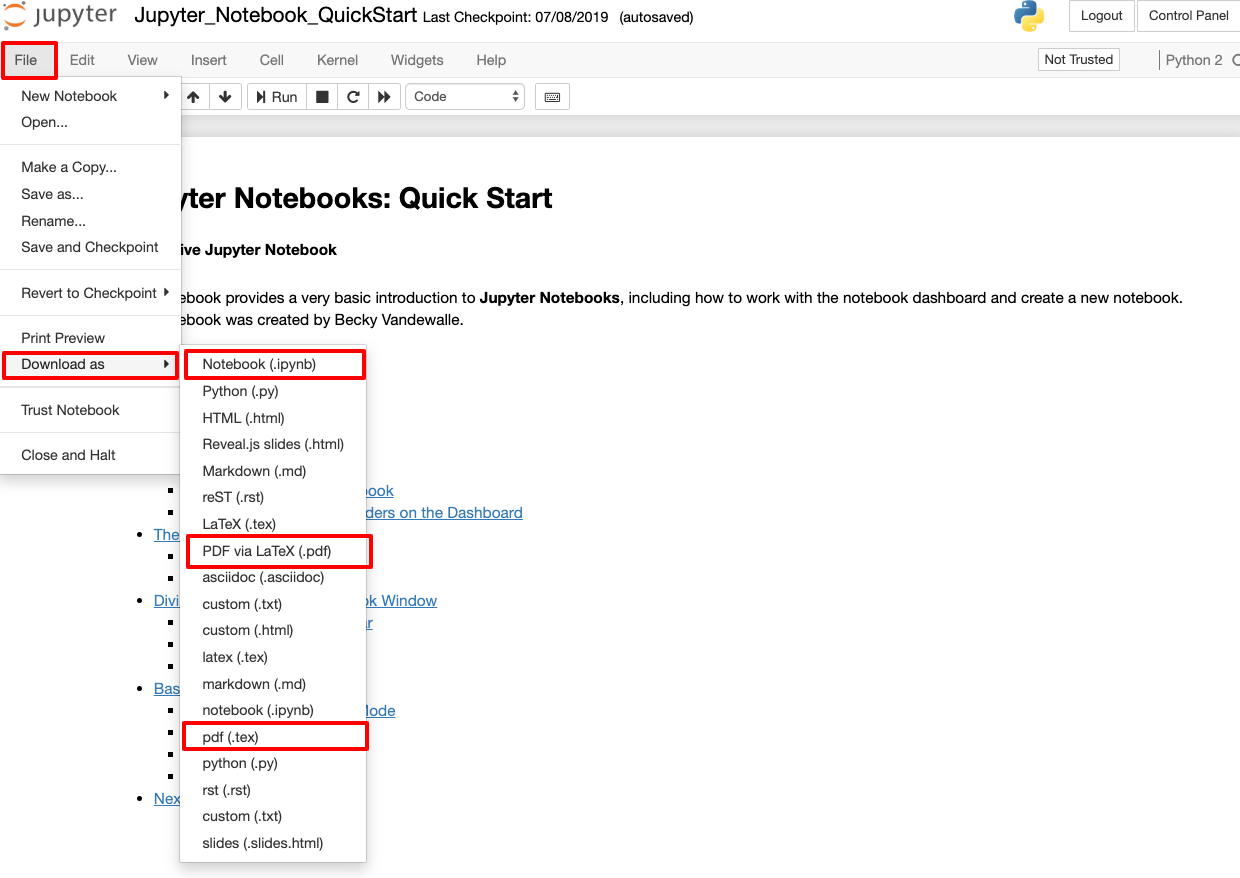 jupyter Jupyter_Notebook_QuickStart Last Checkpoint: 07/08/2019 (autosaved) Logout Control Panel
File Edit View Insert Cell Kernel Widgets Help Not Trusted Python 2
New Notebook
Open...
Make a Copy...
Save as...
Rename...
Save and Checkpoint
Revert to Checkpoint
Print Preview
Download as
Trust Notebook
Close and Halt
Run Code
yter Notebooks: Quick Start
ive Jupyter Notebook
ebook provides a very basic introduction to Jupyter Notebooks, including how to work with the notebook dashboard and create a new notebook.
ebook was created by Becky Vandewalle.
Notebook (.ipynb)
Python (.py)
HTML (.html)
Reveal.js slides (.html)
Markdown (.md)
reST (.rst)
LaTeX (.tex)
PDF via LaTeX (.pdf)
asciidoc (.asciidoc)
custom (.txt)
custom (.html)
latex (.tex)
markdown (.md)
notebook (.ipynb)
pdf (.tex)
python (.py)
rst (.rst)
custom (.txt)
slides (.slides.html)
ook
ders on the Dashboard
The
Divi ok Window
ar
Bas
Mode
Nex